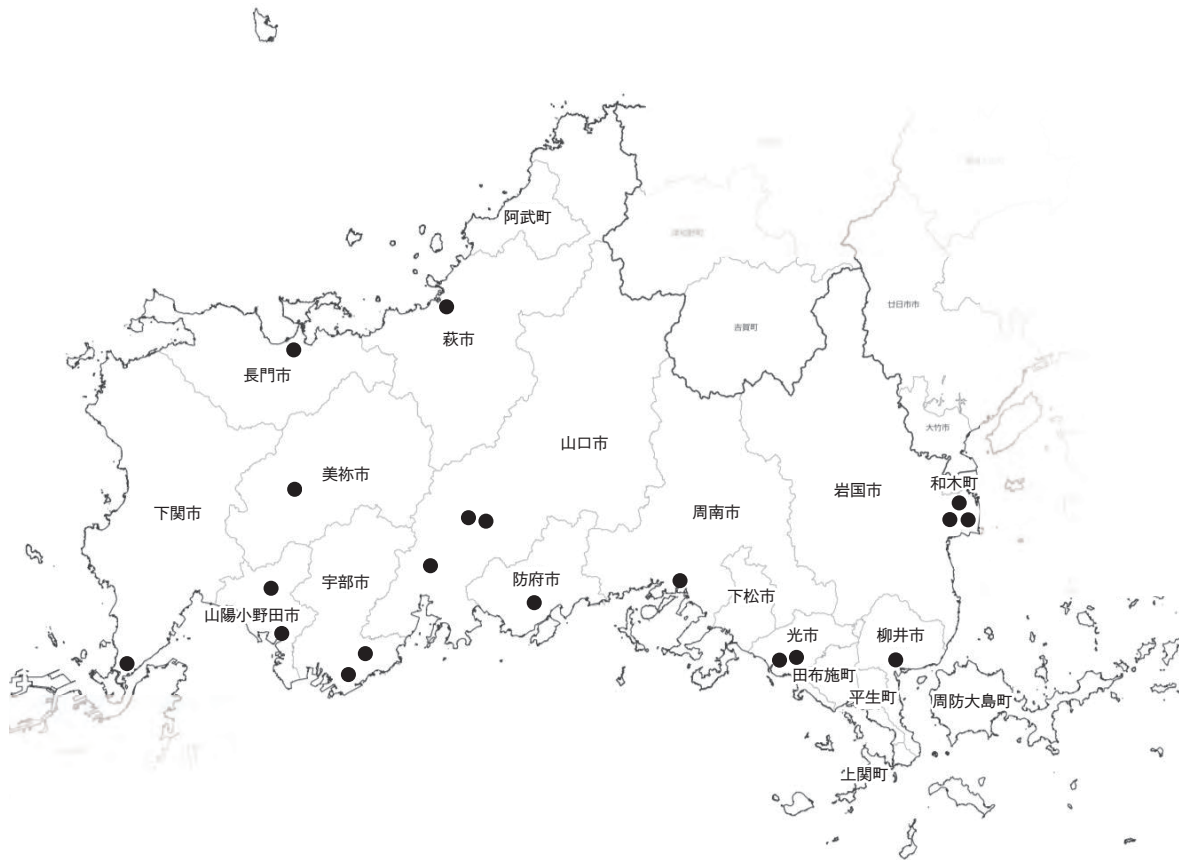 阿武町
萩市
長門市
吉賀町
廿日市市
大竹市
山口市
美祢市
岩国市
和木町
下関市
周南市
宇部市
防府市
下松市
山陽小野田市
光市
柳井市
田布施町
平生町
周防大島町
上関町